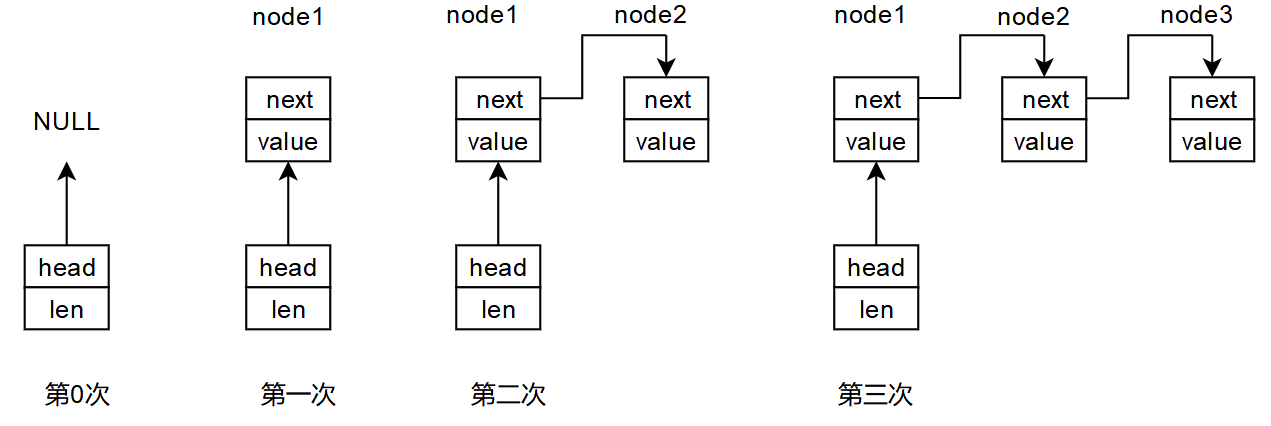 node1
node1
node2
node1
node2
node3
NULL
next
value
next
value
next
value
next
value
next
value
next
value
head
len
head
len
head
len
head
len
第0次
第一次
第二次
第三次